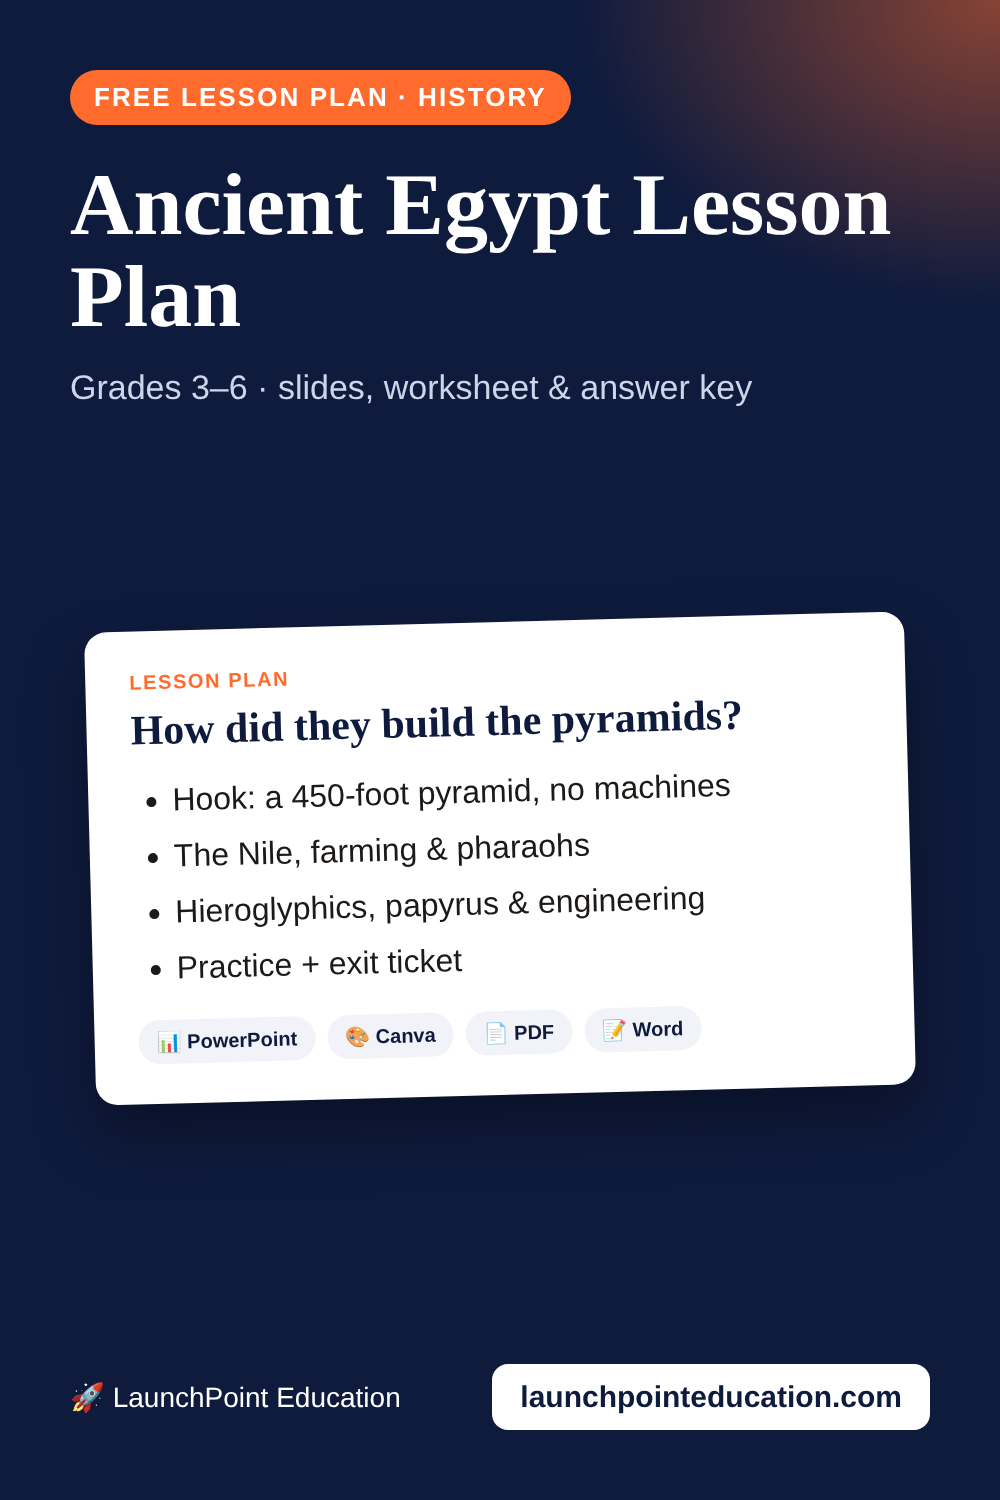 FREE LESSON PLAN · HISTORY
Ancient Egypt Lesson
Plan
Grades 3–6 · slides, worksheet & answer key
LESSON PLAN
How did they build the pyramids?
• Hook: a 450-foot pyramid, no machines
• The Nile, farming & pharaohs
• Hieroglyphics, papyrus & engineering
• Practice + exit ticket
📊 PowerPoint 🎨 Canva 📄 PDF 📝 Word
🚀 LaunchPoint Education
launchpointeducation.com